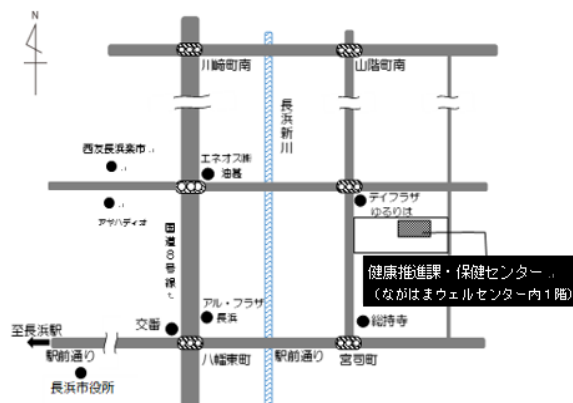 N
川崎町南
山階町南
長浜新川
西友長浜楽市
エネオス㈱
油甚
アヤハディオ
デイプラザ
ゆるりは
国道8号線
健康推進課・保健センター
(ながはまウェルセンター内1階)
アル・プラザ
長浜
交番
総持寺
至長浜駅
駅前通り
八幡東町
駅前通り
宮司町
長浜市役所